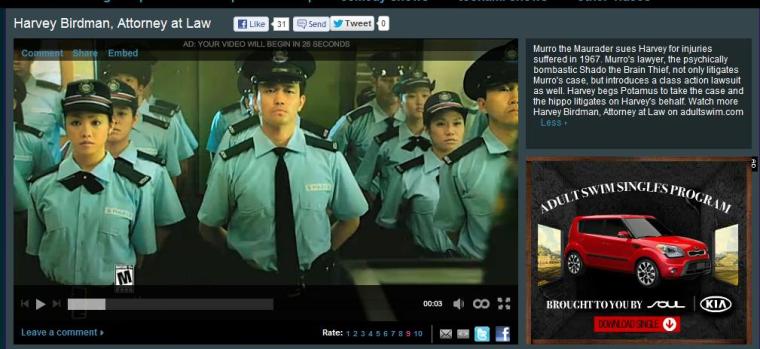 Harvey Birdman, Attorney at Law
Like 31 Send Tweet 0
AD: YOUR VIDEO WILL BEGIN IN 26 SECONDS
Comment Share Embed
M
00:03
Leave a comment
Rate: 1 2 3 4 5 6 7 8 9 10
Murro the Maurader sues Harvey for injuries
suffered in 1967. Murro's lawyer, the psychically
bombastic Shado the Brain Thief, not only litigates
Murro's case, but introduces a class action lawsuit
as well. Harvey begs Potamus to take the case and
the hippo litigates on Harvey's behalf. Watch more
Harvey Birdman, Attorney at Law on adultswim.com
Less
AD
ADULT SWIM SINGLES PROGRAM
BROUGHT TO YOU BY SOUL KIA
DOWNLOAD SINGLE